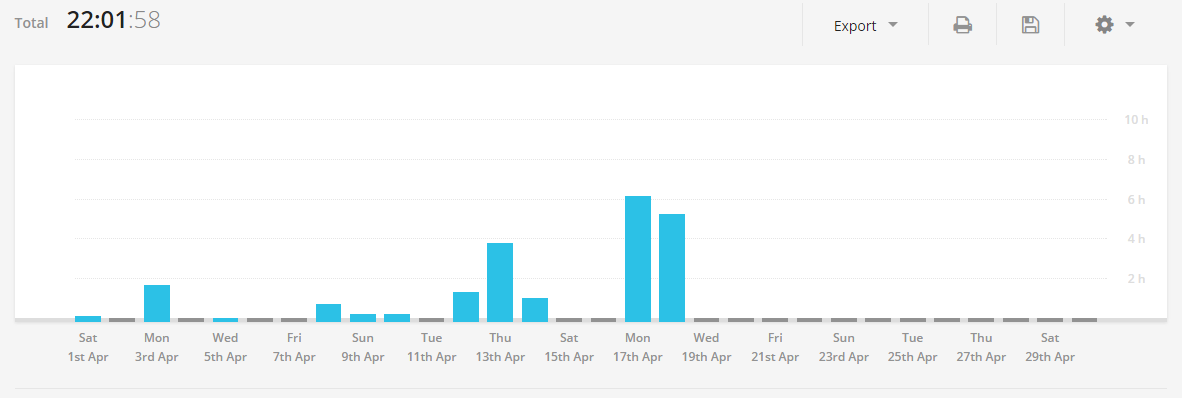 Total 22:01:58 Export
10 h
8 h
6 h
4 h
2 h
Sat Mon Wed Fri Sun Tue Thu Sat Mon Wed Fri Sun Tue Thu Sat
1st Apr 3rd Apr 5th Apr 7th Apr 9th Apr 11th Apr 13th Apr 15th Apr 17th Apr 19th Apr 21st Apr 23rd Apr 25th Apr 27th Apr 29th Apr